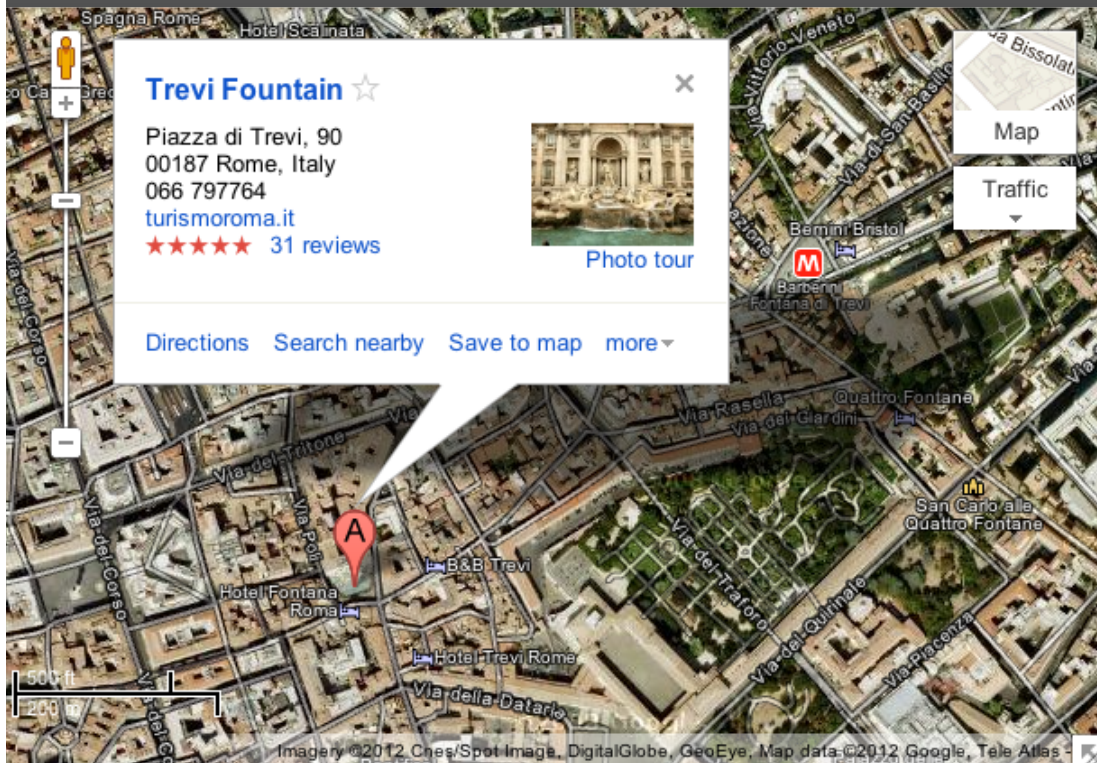 Spagna Rome
Hotel Scalinata
Via Vittorio Veneto
Via di San Basilio
Bissolati
Map
Traffic
Trevi Fountain
Piazza di Trevi, 90
00187 Rome, Italy
066 797764
turismoroma.it
31 reviews
Photo tour
Directions Search nearby Save to map more
Bernini Bristol
M
Barberini
Fontana di Trevi
Via del Corso
Quattro Fontane
Via Rasella
Via dei Giardini
Via del Tritone
Via
San Carlo alle
Quattro Fontane
Via Poli
A
Via del Corso
B&B Trevi
Via del Traforo
Hotel Fontana
Roma
Via del Quirinale
Via Piacenza
Hotel Trevi Rome
Via della Dataria
500 ft
200 m
Imagery ©2012 Cnes/Spot Image, DigitalGlobe, GeoEye, Map data ©2012 Google, Tele Atlas -